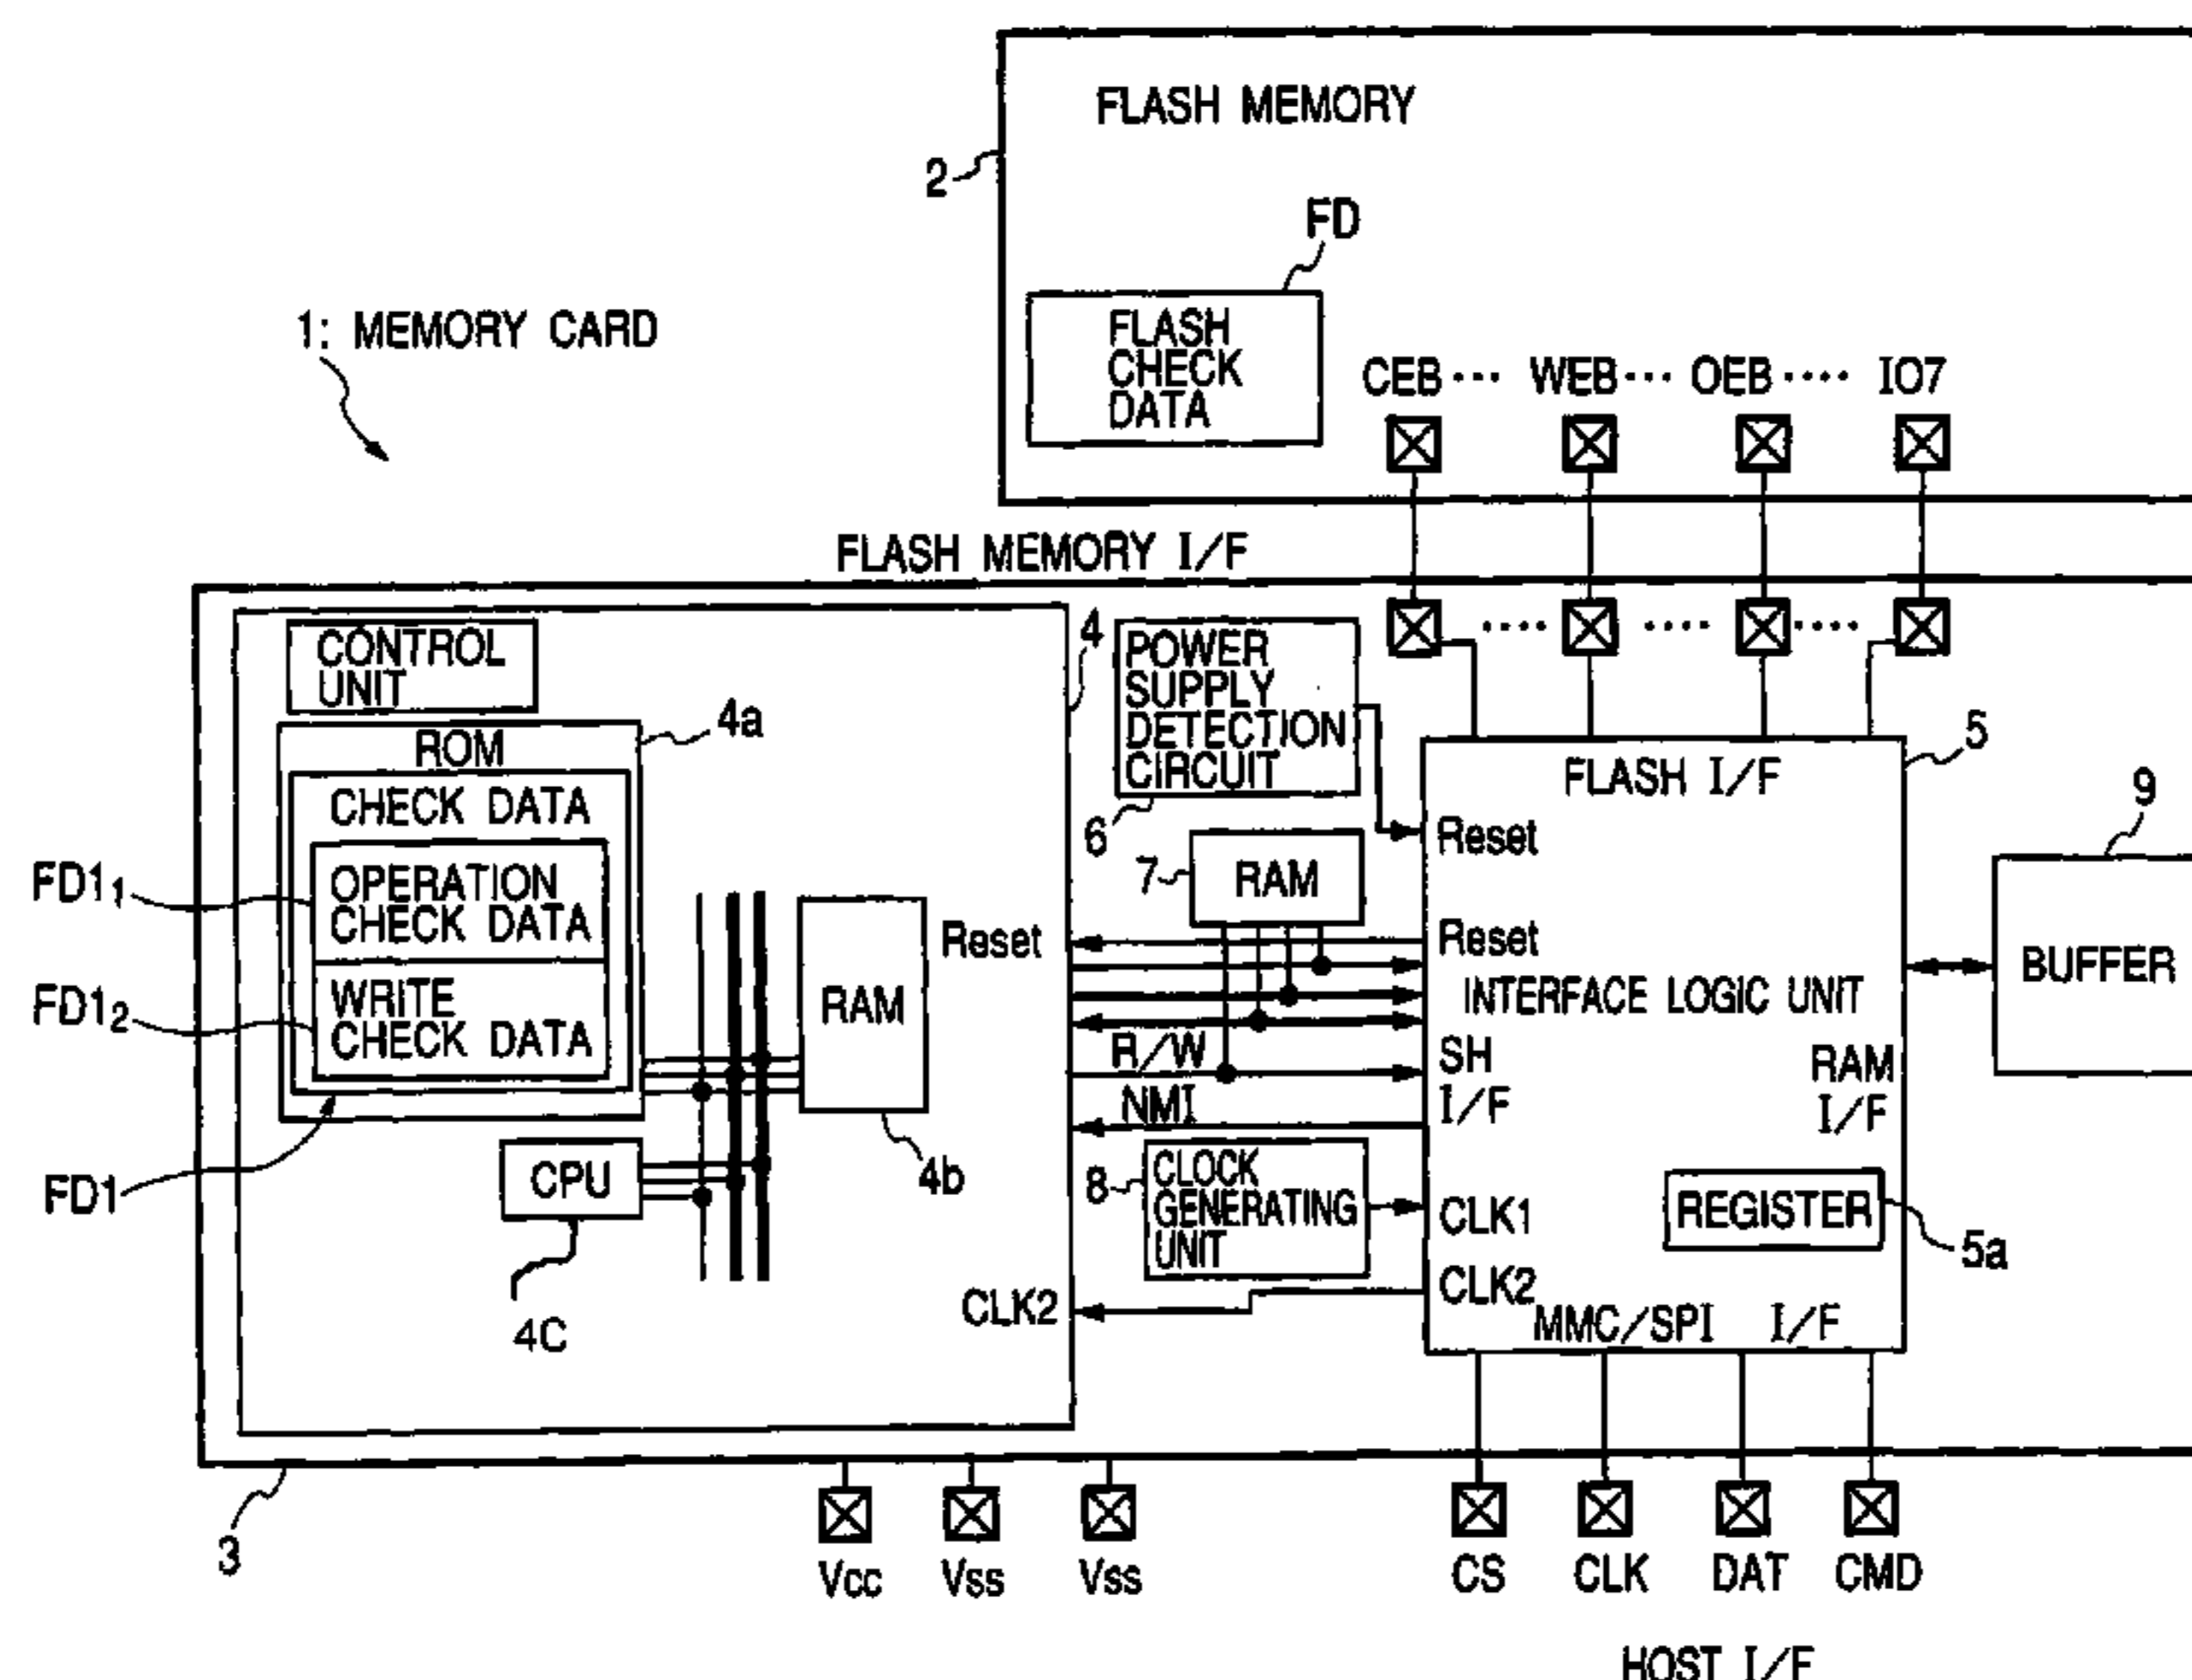 FLASH MEMORY
2
FD
FLASH
CHECK
DATA
1: MEMORY CARD
CEB ··· WEB ··· OEB ···· IO7
FLASH MEMORY I/F
···· ···· ····
CONTROL
UNIT
4
POWER
SUPPLY
DETECTION
CIRCUIT
6
4a
ROM
CHECK DATA
OPERATION
CHECK DATA
WRITE
CHECK DATA
FD1₁
FD1₂
FD1
RAM
4b
CPU
4C
Reset
CLK2
7
RAM
R/W
NMI
8
CLOCK
GENERATING
UNIT
5
FLASH I/F
Reset
Reset
INTERFACE LOGIC UNIT
SH
I/F
RAM
I/F
CLK1
REGISTER
5a
CLK2
MMC/SPI I/F
9
BUFFER
3
Vcc Vss Vss
CS CLK DAT CMD
HOST I/F